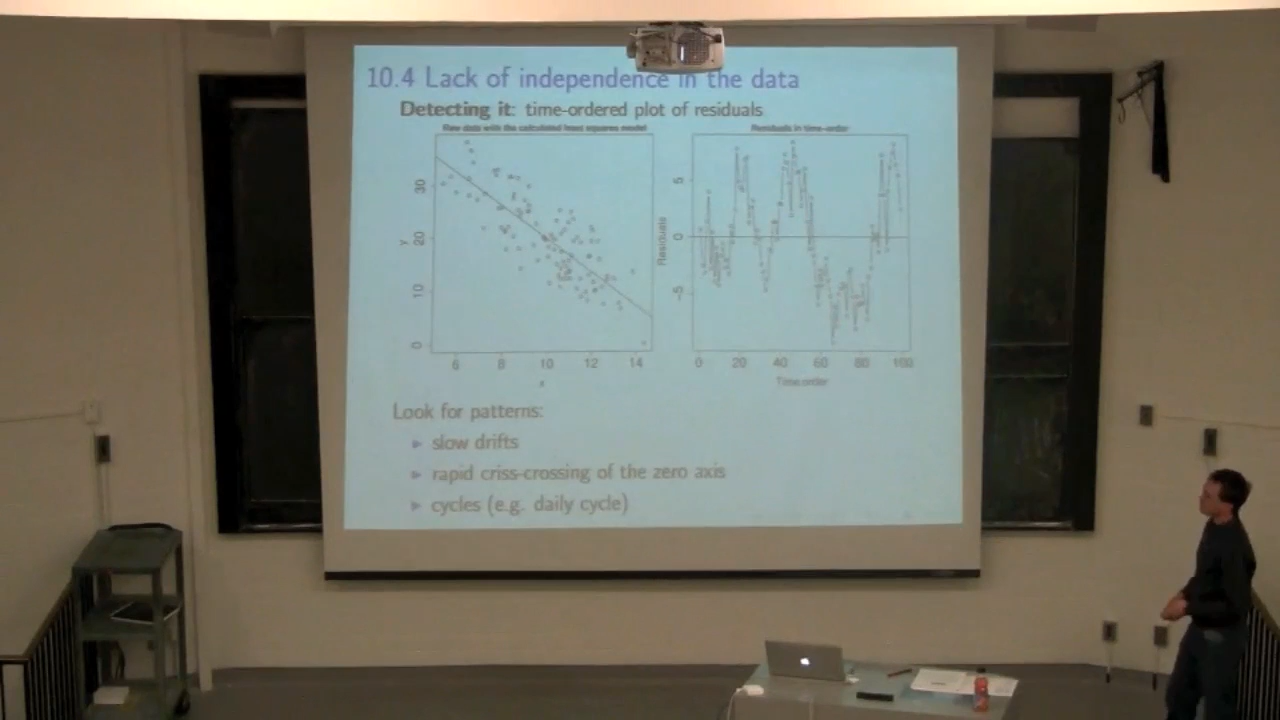 10.4 Lack of independence in the data
Detecting it: time-ordered plot of residuals
Raw data with the calculated least squares model
Residuals in time-order
30
20
10
0
y
6 8 10 12 14
x
5
0
-5
Residuals
0 20 40 60 80 100
Time order
Look for patterns:
slow drifts
rapid criss-crossing of the zero axis
cycles (e.g. daily cycle)